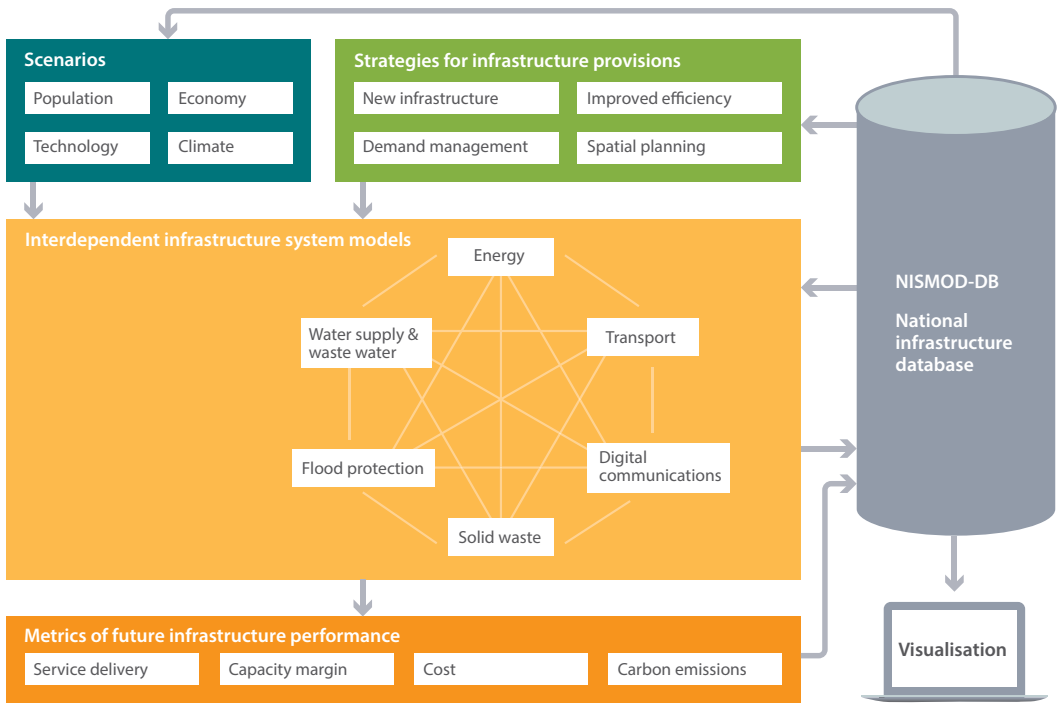 Scenarios
Population
Economy
Technology
Climate
Strategies for infrastructure provisions
New infrastructure
Improved efficiency
Demand management
Spatial planning
Interdependent infrastructure system models
Energy
Water supply &
waste water
Transport
Flood protection
Digital
communications
Solid waste
NISMOD-DB
National
infrastructure
database
Metrics of future infrastructure performance
Service delivery
Capacity margin
Cost
Carbon emissions
Visualisation